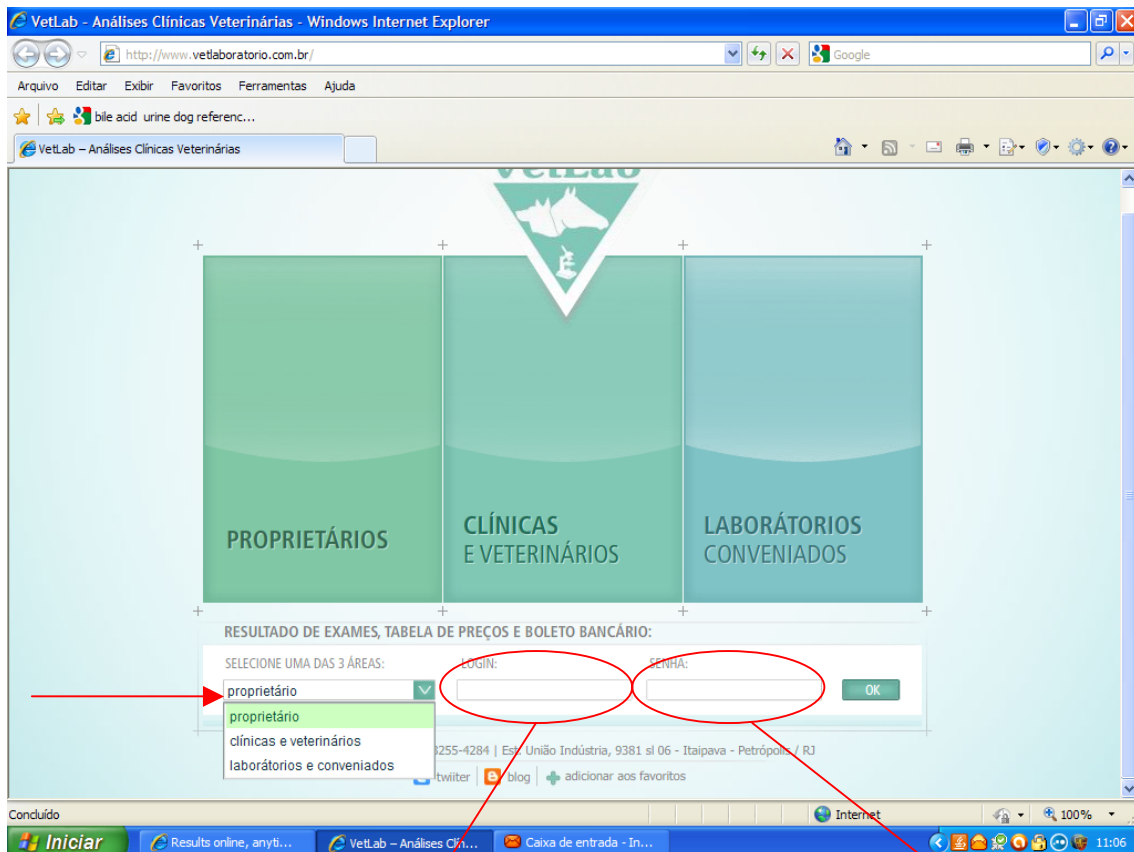 VetLab - Análises Clínicas Veterinárias - Windows Internet Explorer
http://www.vetlaboratorio.com.br/
Google
Arquivo Editar Exibir Favoritos Ferramentas Ajuda
bile acid urine dog referenc...
VetLab – Análises Clínicas Veterinárias
VetLab
PROPRIETÁRIOS
CLÍNICAS
E VETERINÁRIOS
LABORÁTORIOS
CONVENIADOS
RESULTADO DE EXAMES, TABELA DE PREÇOS E BOLETO BANCÁRIO:
SELECIONE UMA DAS 3 ÁREAS: LOGIN: SENHA:
proprietário OK
proprietário
clínicas e veterinários
laborátorios e conveniados
3255-4284 | Est. União Indústria, 9381 sl 06 - Itaipava - Petrópolis / RJ
twiiter blog adicionar aos favoritos
Concluído Internet 100%
Iniciar Results online, anyti... VetLab – Análises Clín... Caixa de entrada - In... 11:06